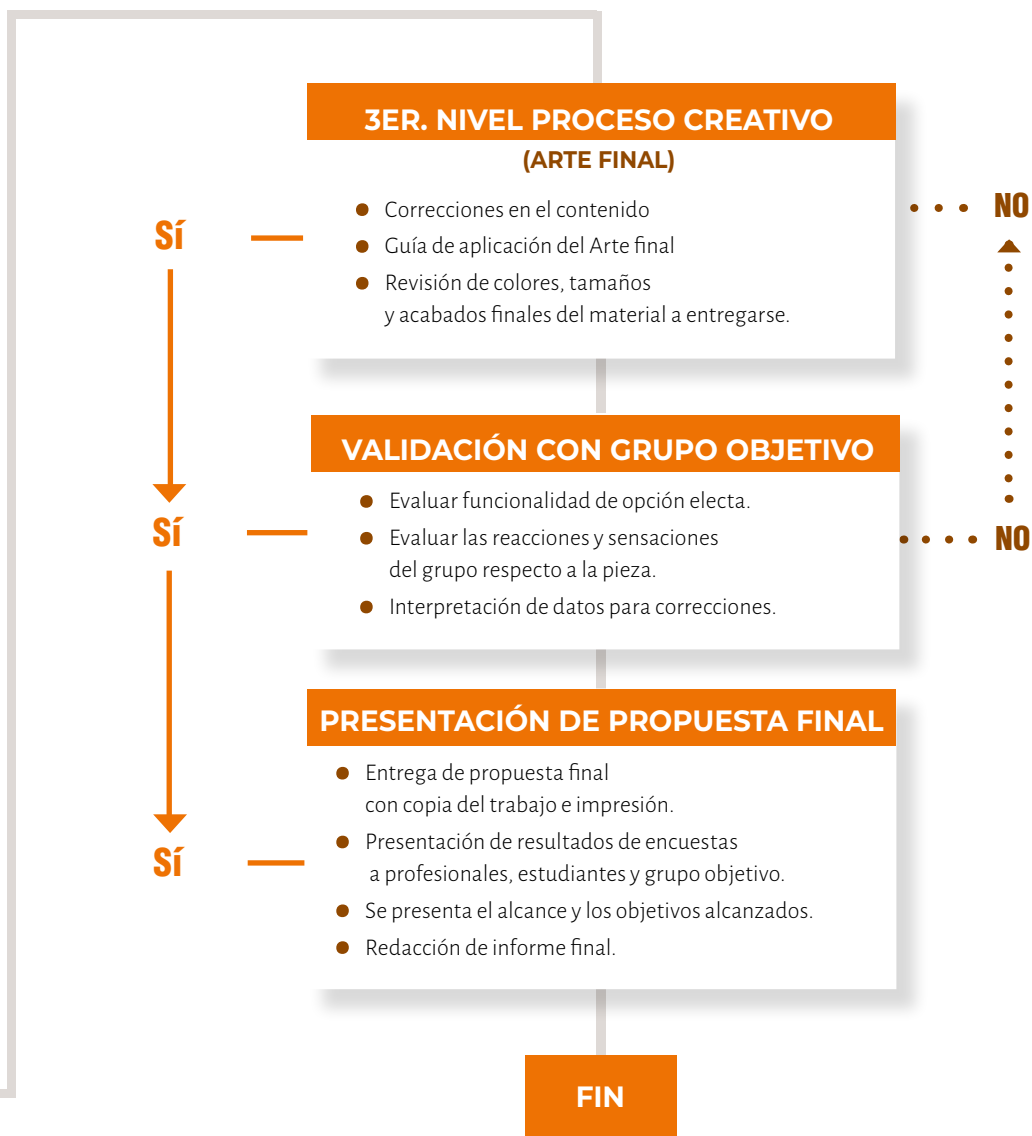 3ER. NIVEL PROCESO CREATIVO
(ARTE FINAL)
Correcciones en el contenido
Guía de aplicación del Arte final
Revisión de colores, tamaños
y acabados finales del material a entregarse.
Sí
NO
VALIDACIÓN CON GRUPO OBJETIVO
Evaluar funcionalidad de opción electa.
Evaluar las reacciones y sensaciones
del grupo respecto a la pieza.
Interpretación de datos para correcciones.
Sí
NO
PRESENTACIÓN DE PROPUESTA FINAL
Entrega de propuesta final
con copia del trabajo e impresión.
Presentación de resultados de encuestas
a profesionales, estudiantes y grupo objetivo.
Se presenta el alcance y los objetivos alcanzados.
Redacción de informe final.
Sí
FIN